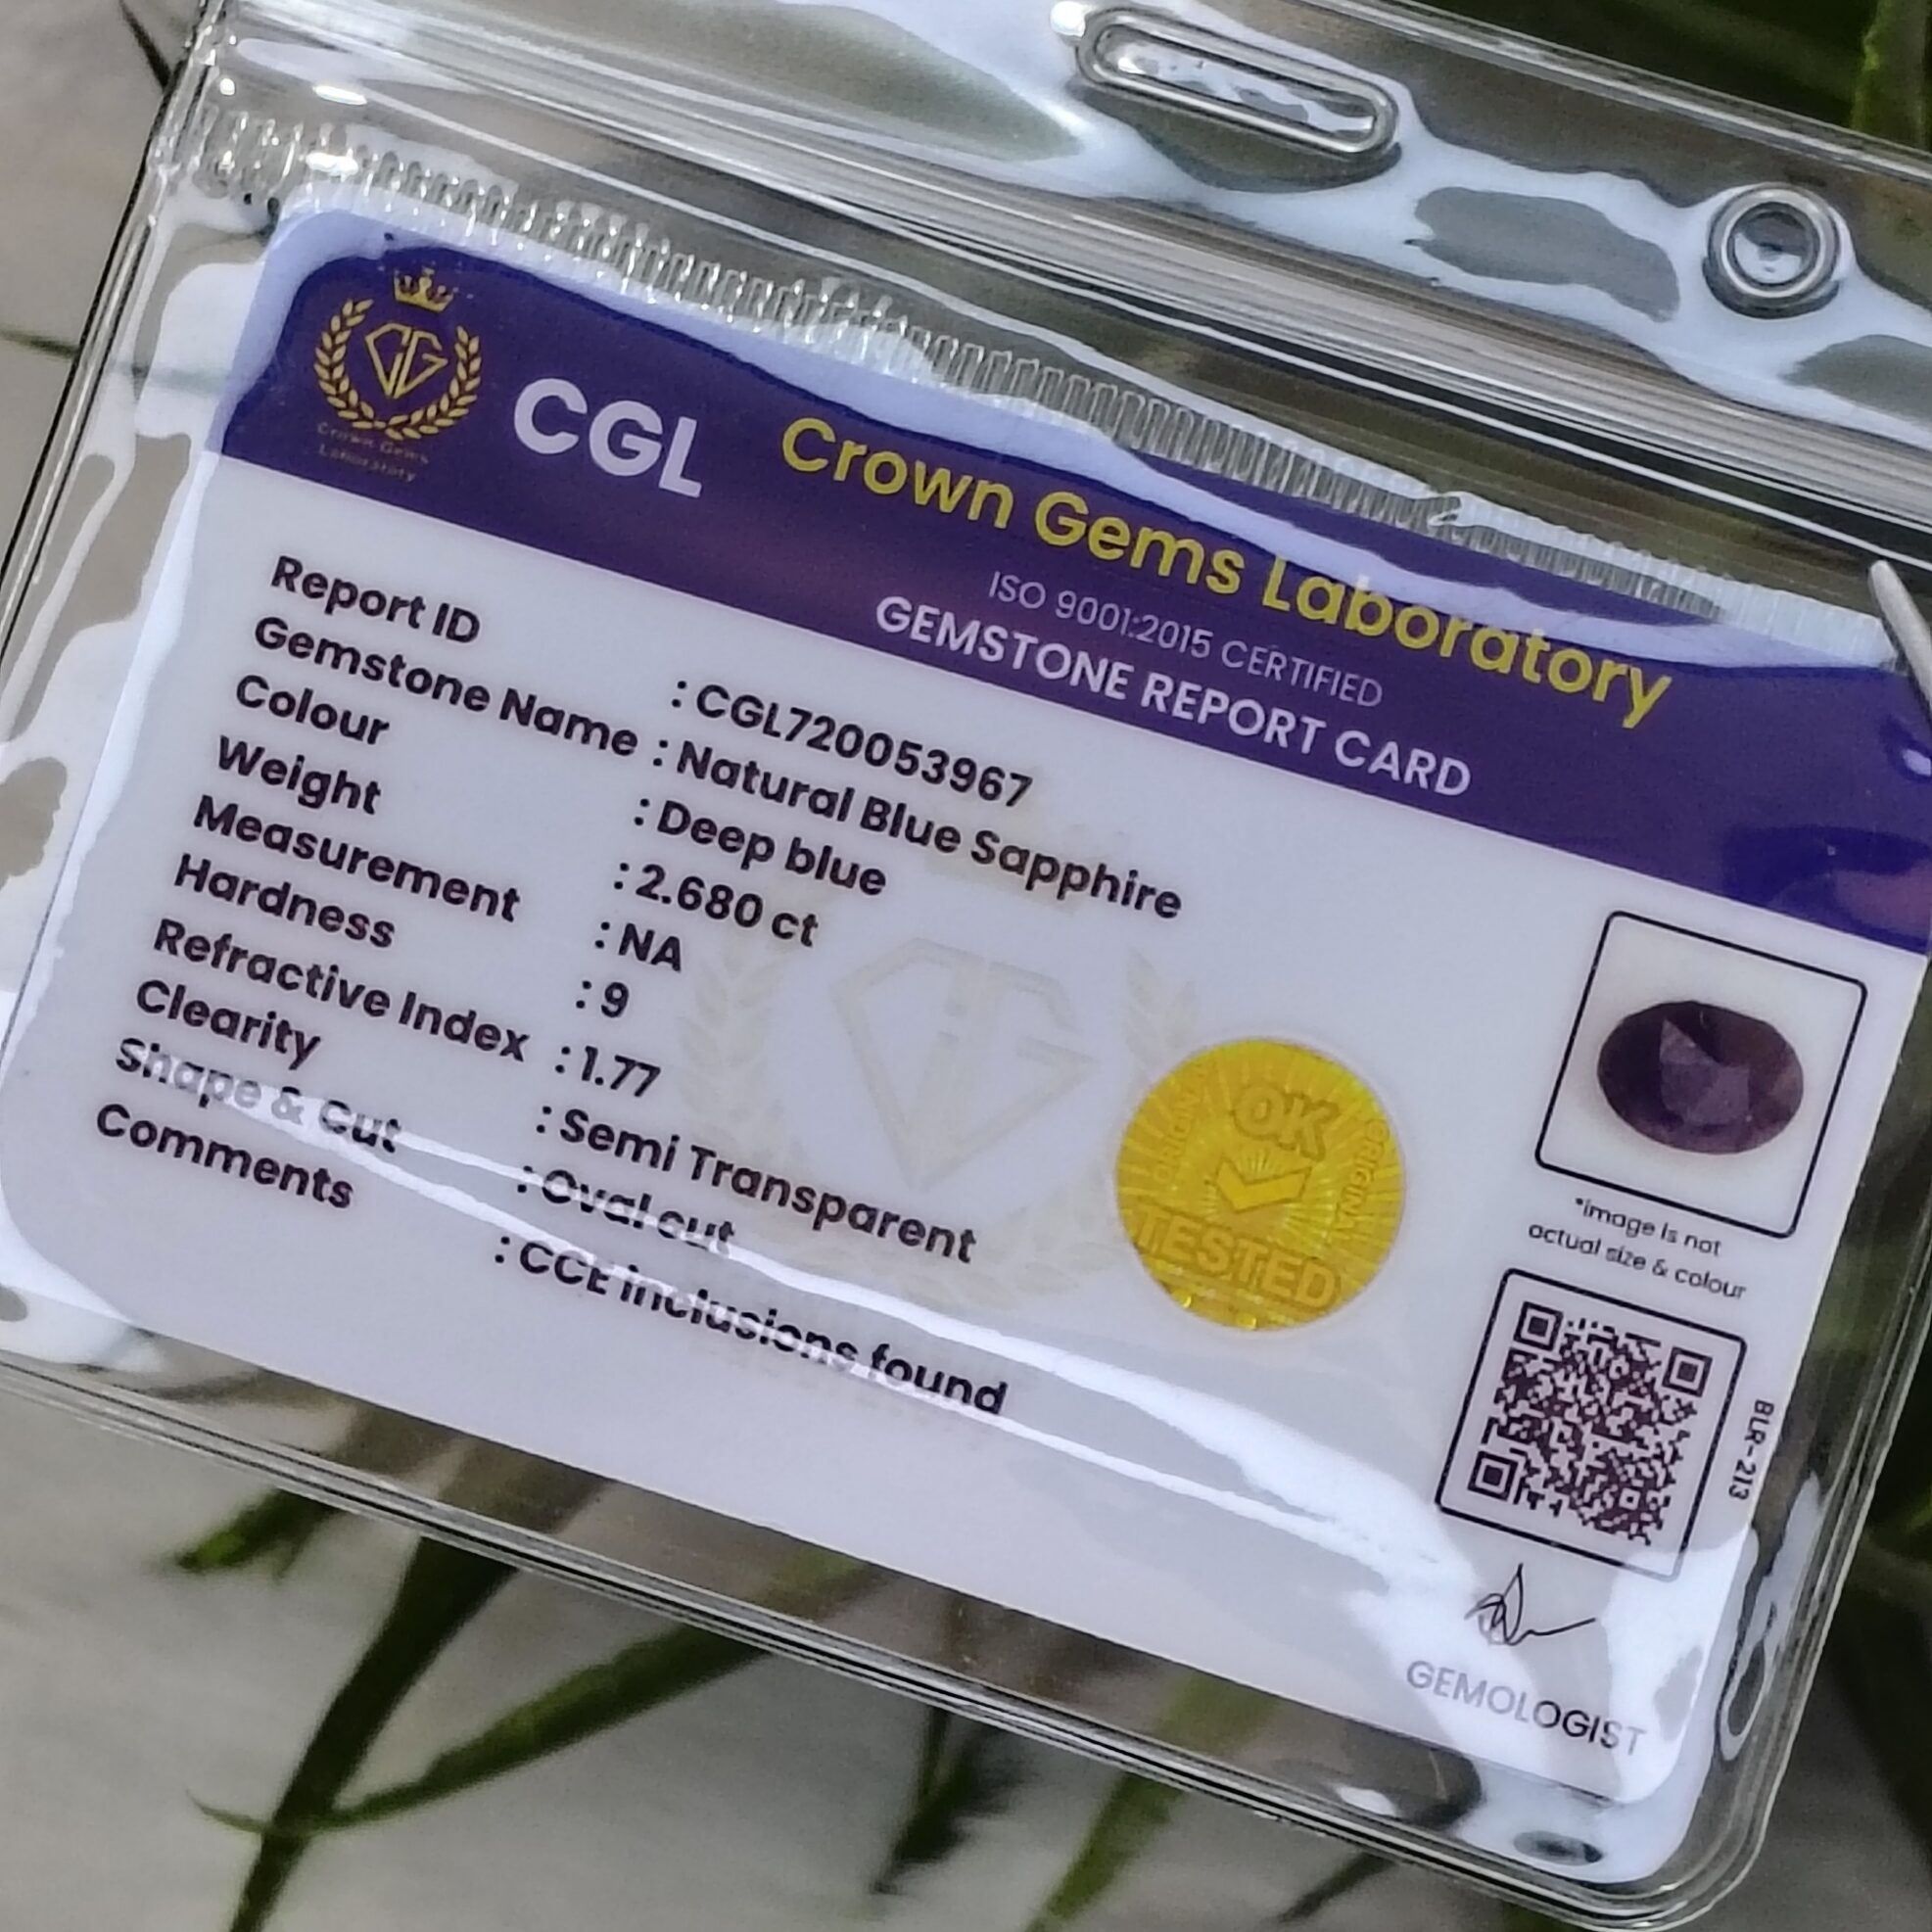 Crown Gems
Laboratory
CGL
Crown Gems Laboratory
ISO 9001:2015 CERTIFIED
GEMSTONE REPORT CARD
Report ID : CGL720053967
Gemstone Name : Natural Blue Sapphire
Colour : Deep blue
Weight : 2.680 ct
Measurement : NA
Hardness : 9
Refractive Index : 1.77
Clearity : Semi Transparent
Shape & Cut : Oval cut
Comments : CCE inclusions found
ORIGINAL
OK
ORIGINAL
TESTED
*image is not
actual size & colour
BLR-213
GEMOLOGIST